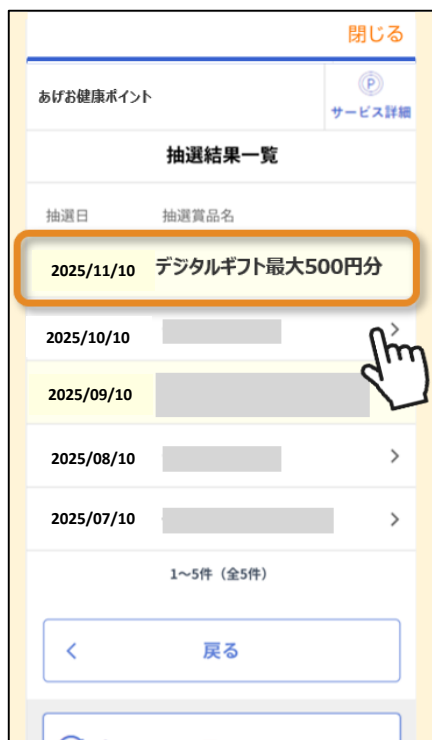 閉じる
あげお健康ポイント
サービス詳細
抽選結果一覧
抽選日 抽選賞品名
2025/11/10 デジタルギフト最大500円分
2025/10/10
2025/09/10
2025/08/10
2025/07/10
1～5件（全5件）
戻る